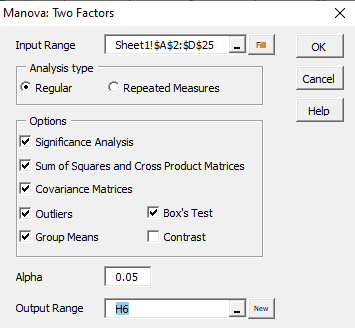 Manova: Two Factors
Input Range Sheet1!$A$2:$D$25 Fill OK
Analysis type
Regular Repeated Measures Cancel
Help
Options
Significance Analysis
Sum of Squares and Cross Product Matrices
Covariance Matrices
Outliers Box's Test
Group Means Contrast
Alpha 0.05
Output Range H6 New